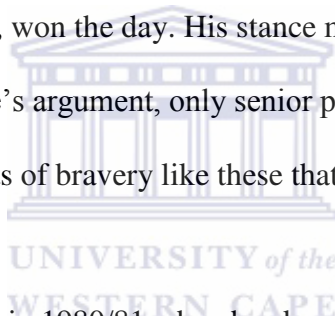 , won the day. His stance m
's argument, only senior p
s of bravery like these that
UNIVERSITY of the
WESTERN CAPE
in 1980/81